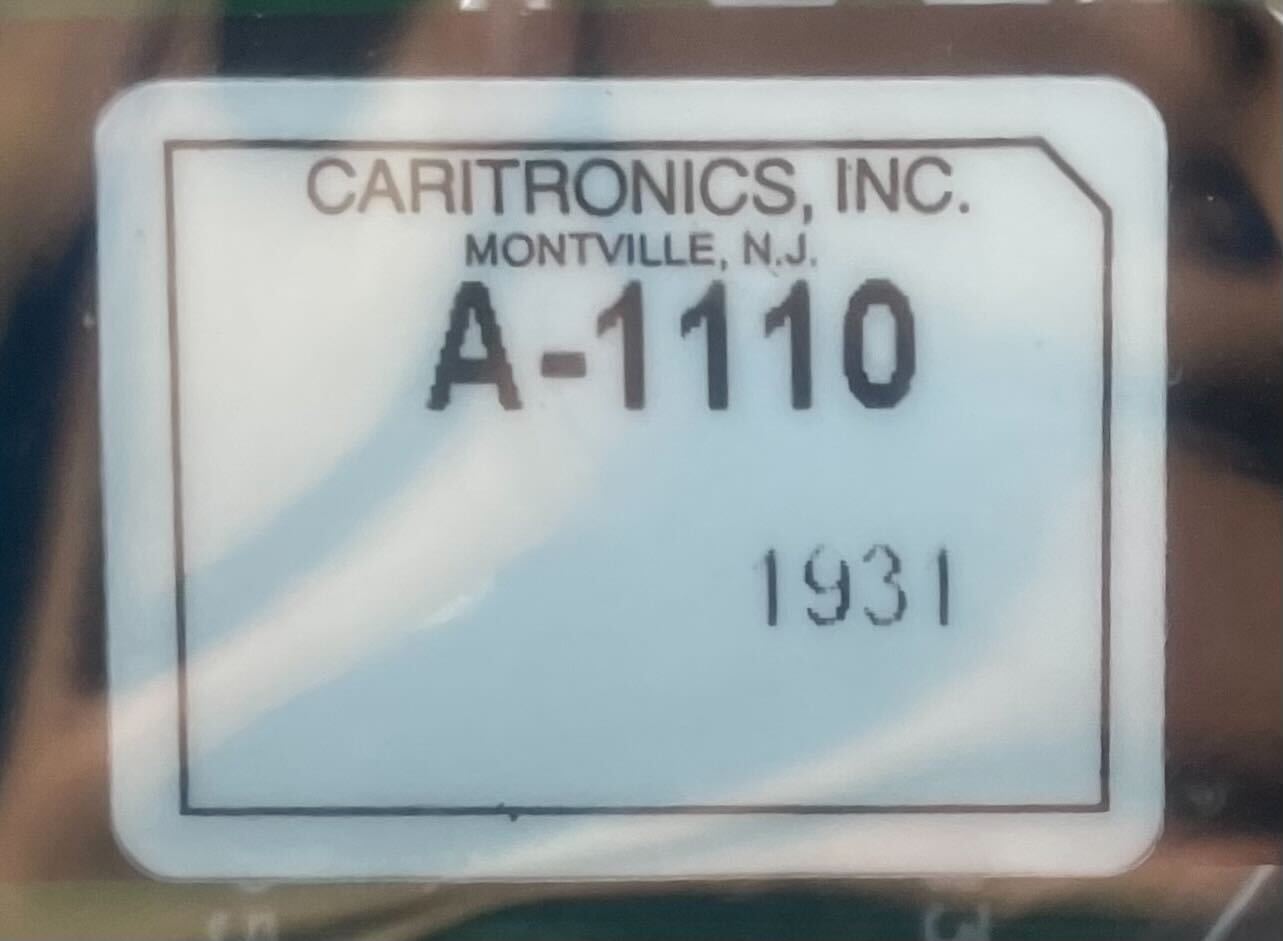 CARITRONICS, INC.
MONTVILLE, N.J.
A-1110
1931